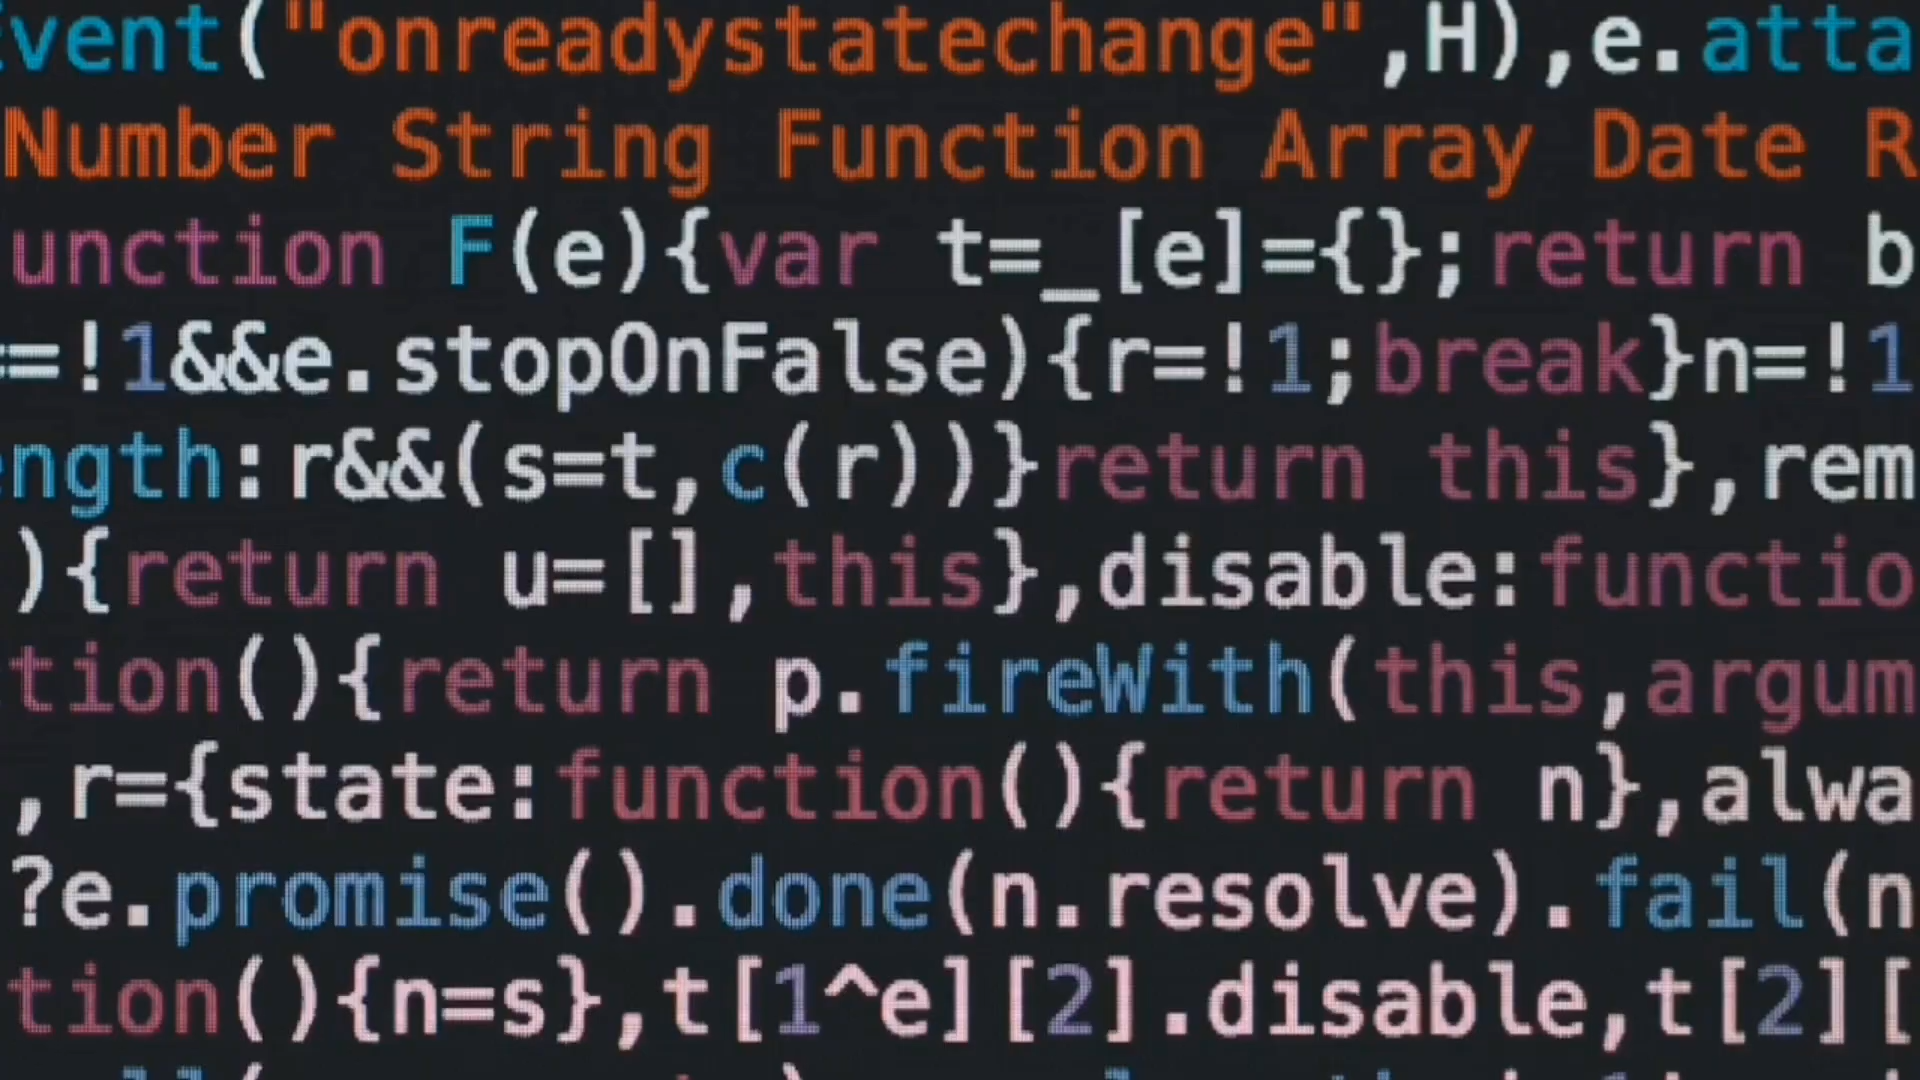 vent("onreadystatechange",H),e.atta
Number String Function Array Date R
unction F(e){var t=_[e]={};return b
=!1&&e.stopOnFalse){r=!1;break}n=!1
ength:r&&(s=t,c(r))}return this},rem
){return u=[],this},disable:functio
tion(){return p.fireWith(this,argum
,r={state:function(){return n},alwa
?e.promise().done(n.resolve).fail(n
tion(){n=s},t[1^e][2].disable,t[2][